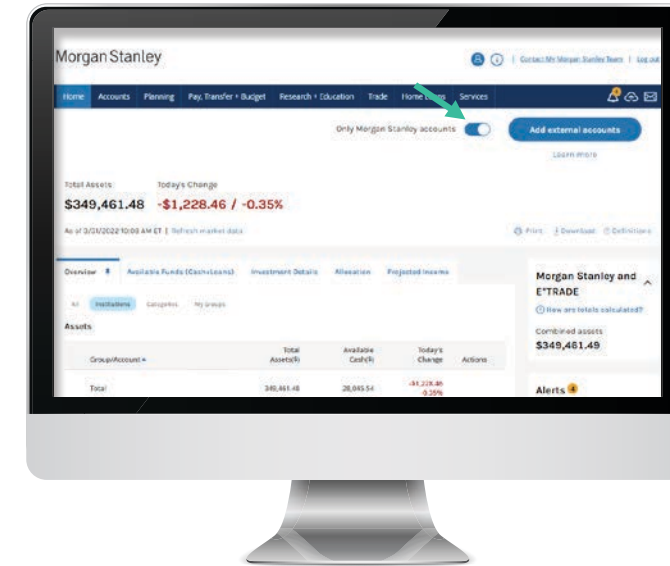 Morgan Stanley
Contact My Morgan Stanley Team | Log out
Home Accounts Planning Pay, Transfer + Budget Research + Education Trade Home Loans Services
Only Morgan Stanley accounts
Add external accounts
Learn more
Total Assets Today's Change
$349,461.48 -$1,228.46 / -0.35%
As of 3/31/2022 10:00 AM ET | Refresh market data
Print Download Definitions
Overview Available Funds (Cash+Loans) Investment Details Allocation Projected Income
All Institutions Categories My Groups
Assets
Group/Account Total Assets($) Available Cash($) Today's Change Actions
Total 349,461.48 28,045.54 -$1,228.46 -0.35%
Morgan Stanley and
E*TRADE
How are totals calculated?
Combined assets
$349,461.49
Alerts 4